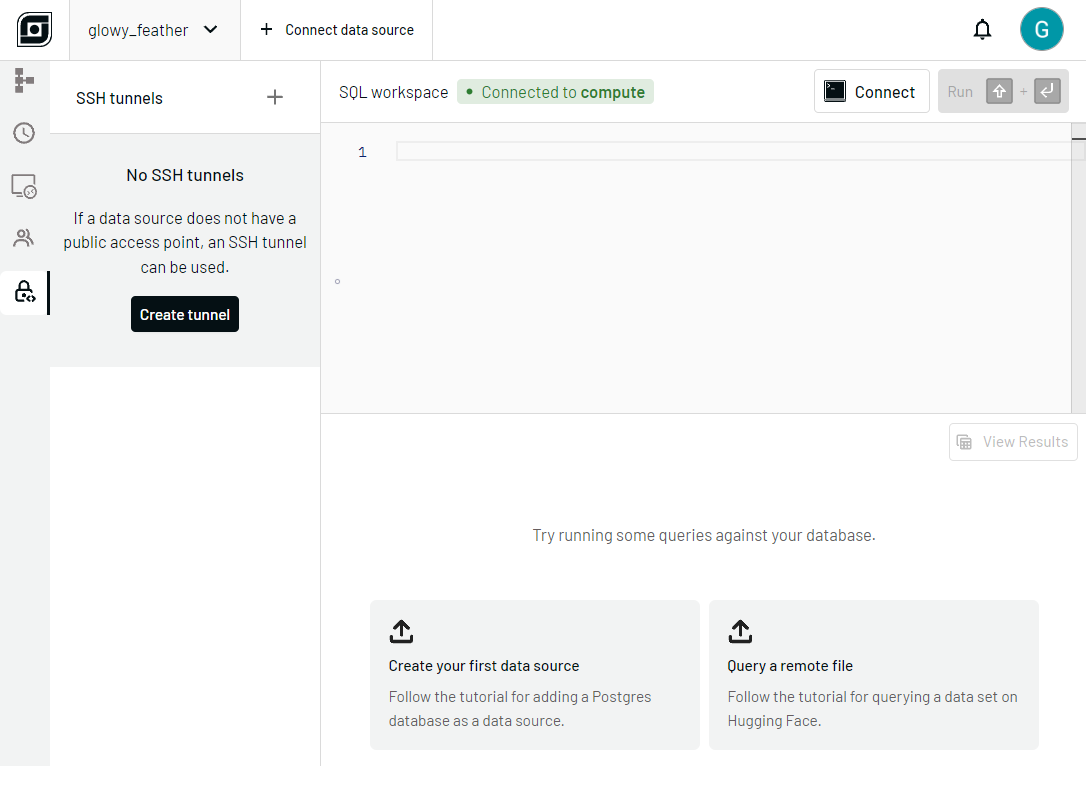 glowy_feather
+ Connect data source
G
SSH tunnels
SQL workspace
• Connected to compute
Connect
Run
+
1
No SSH tunnels
If a data source does not have a
public access point, an SSH tunnel
can be used.
Create tunnel
View Results
Try running some queries against your database.
Create your first data source
Follow the tutorial for adding a Postgres
database as a data source.
Query a remote file
Follow the tutorial for querying a data set on
Hugging Face.